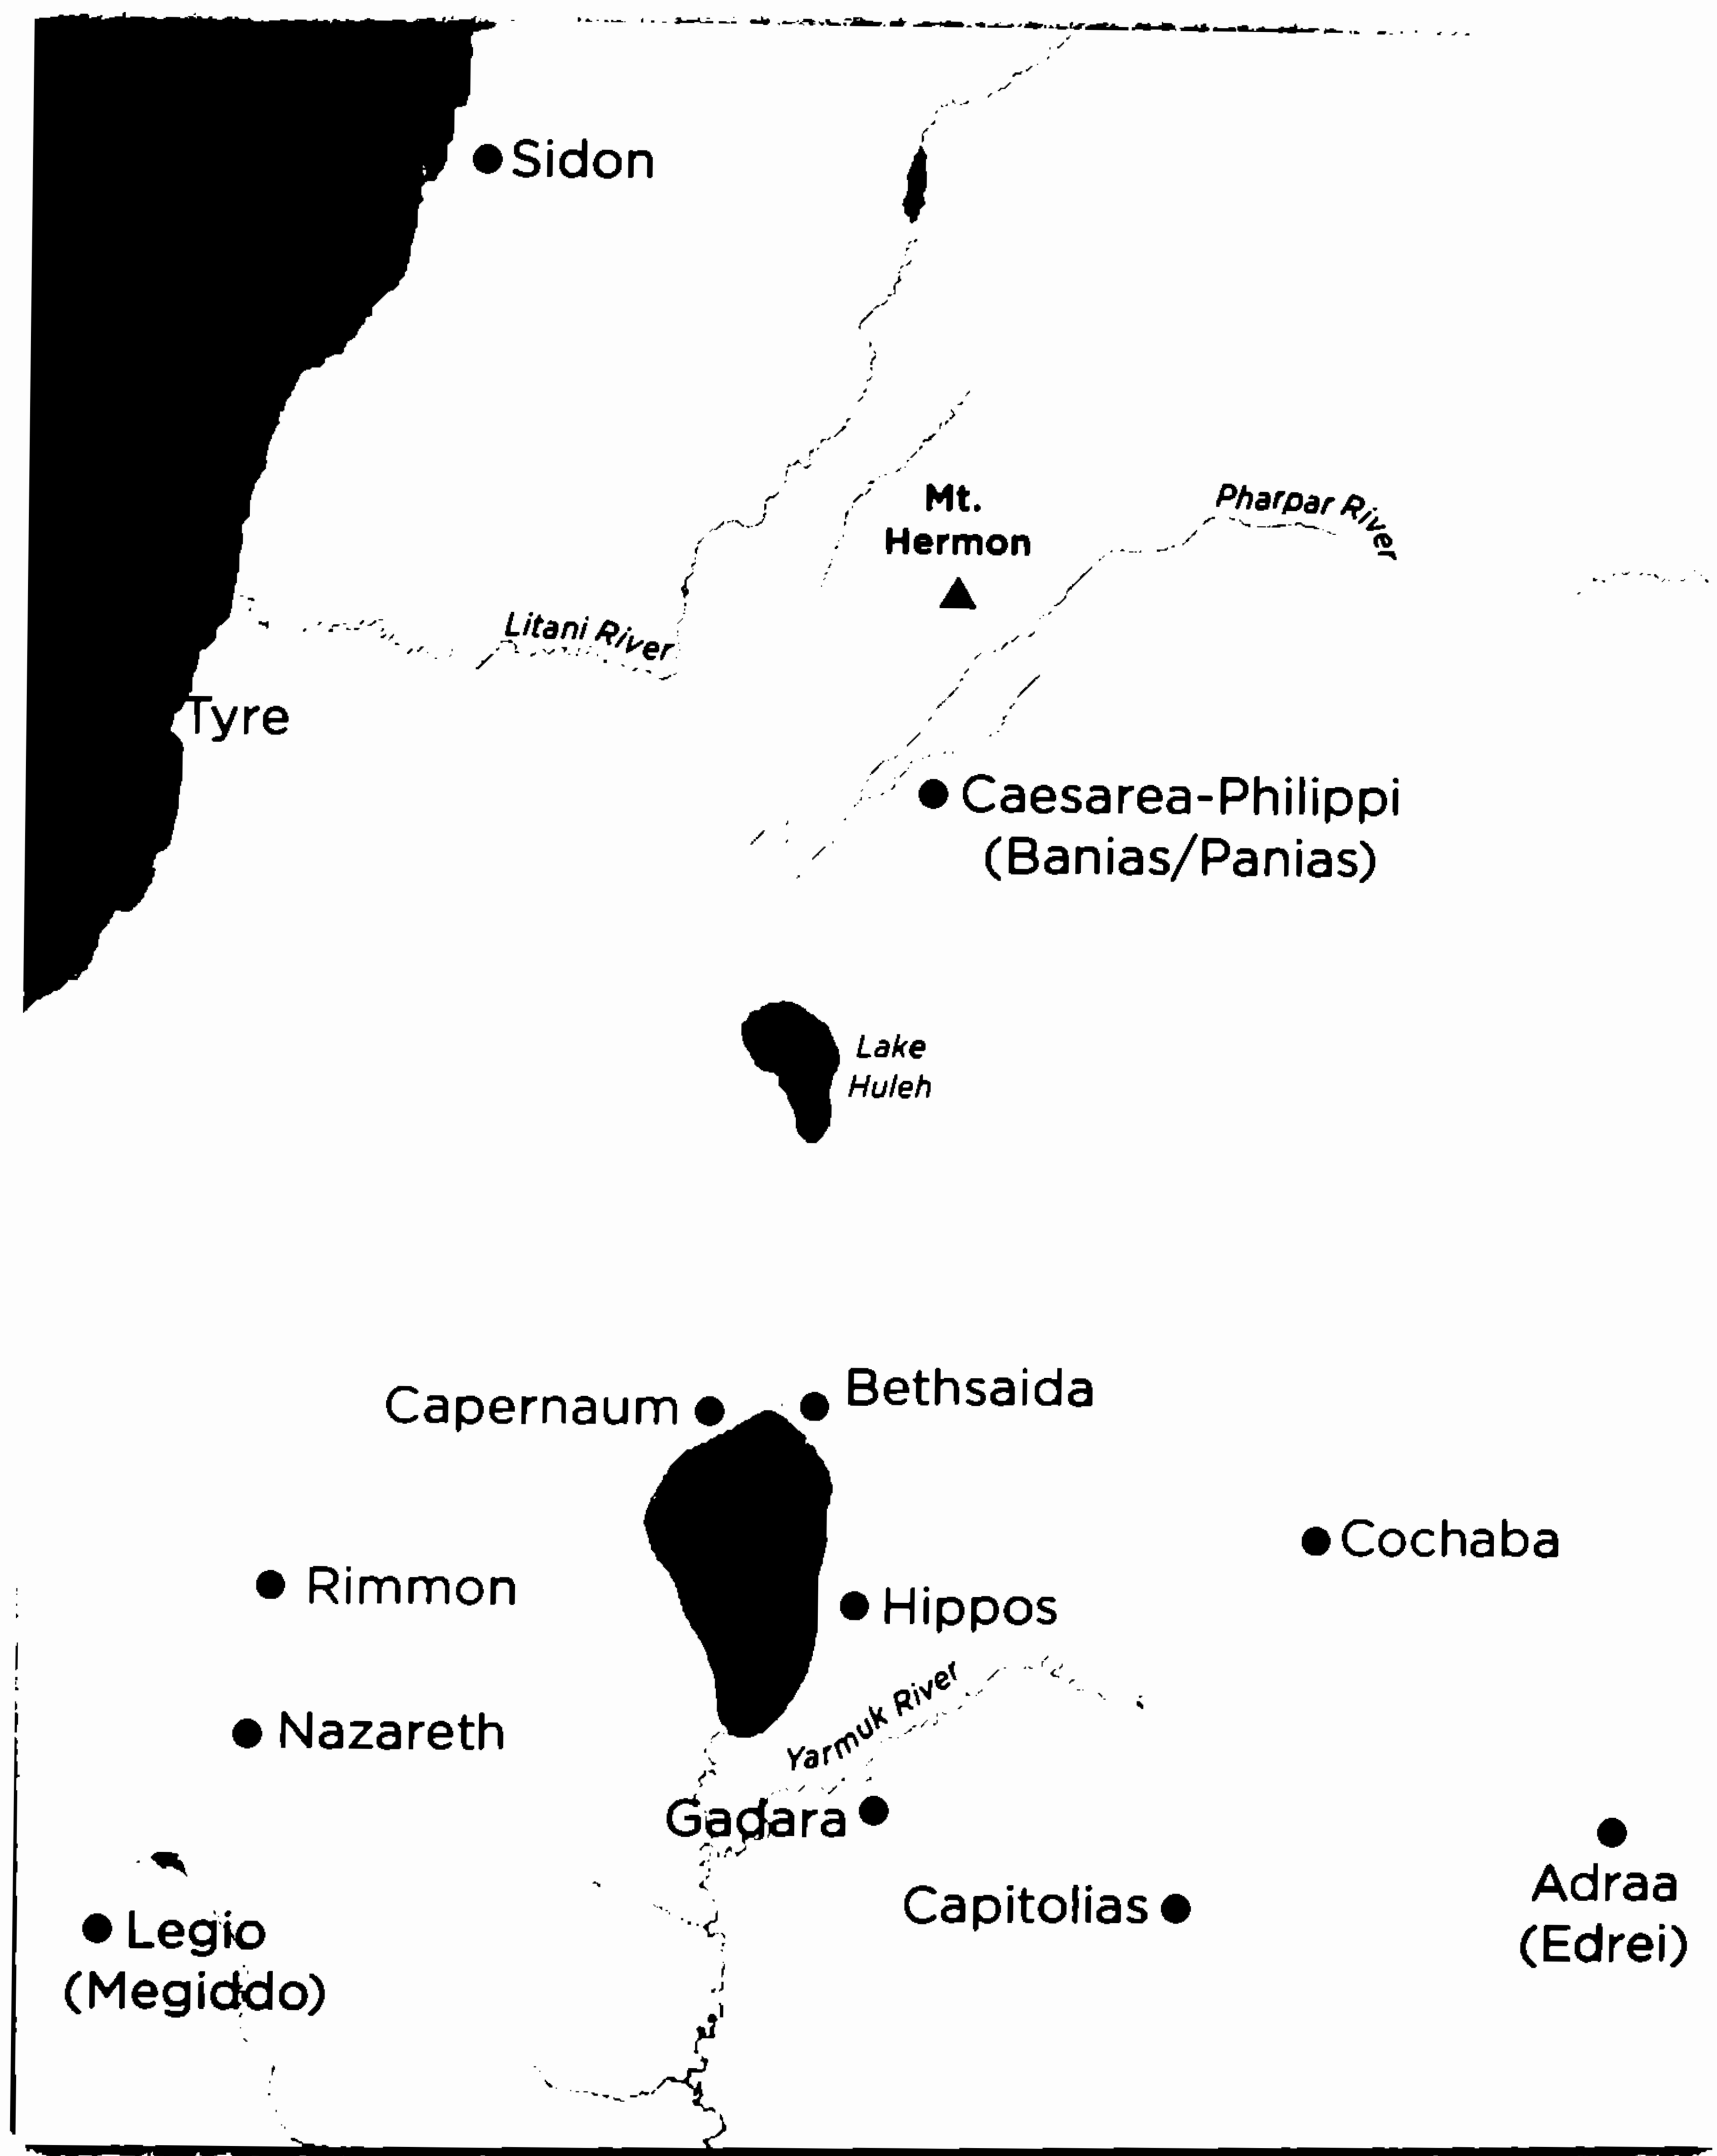 Sidon
Mt.
Hermon
Pharpar River
Litani River
Tyre
Caesarea-Philippi
(Banias/Panias)
Lake
Huleh
Capernaum
Bethsaida
Cochaba
Rimmon
Hippos
Yarmuk River
Nazareth
Gadara
Adraa
(Edrei)
Capitolias
Legio
(Megiddo)